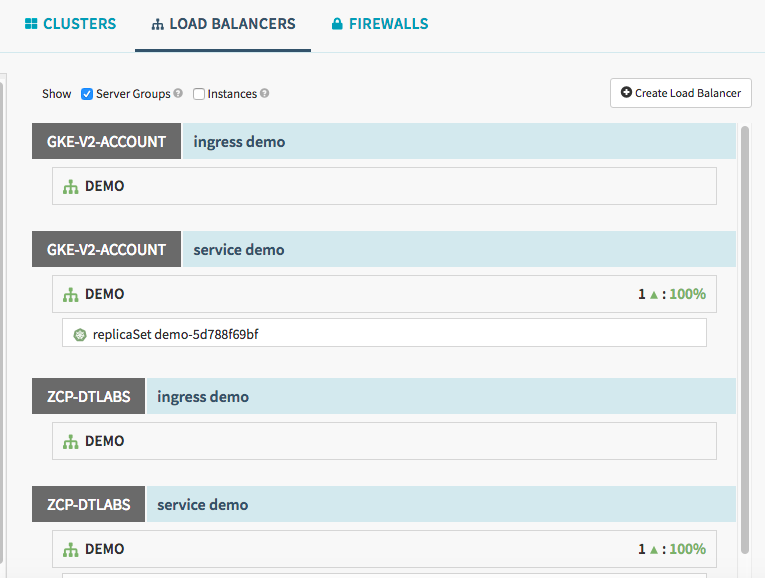 CLUSTERS LOAD BALANCERS FIREWALLS
Show Server Groups Instances Create Load Balancer
GKE-V2-ACCOUNT ingress demo
DEMO
GKE-V2-ACCOUNT service demo
DEMO 1 ▲ : 100%
replicaSet demo-5d788f69bf
ZCP-DTLABS ingress demo
DEMO
ZCP-DTLABS service demo
DEMO 1 ▲ : 100%